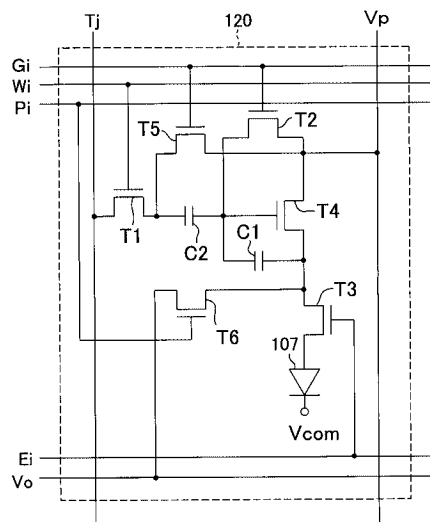 Tj 120 Vp
Gi
Wi
Pi
T5 T2
T4
T1 C2 C1
T3
T6 107
Vcom
Ei
Vo